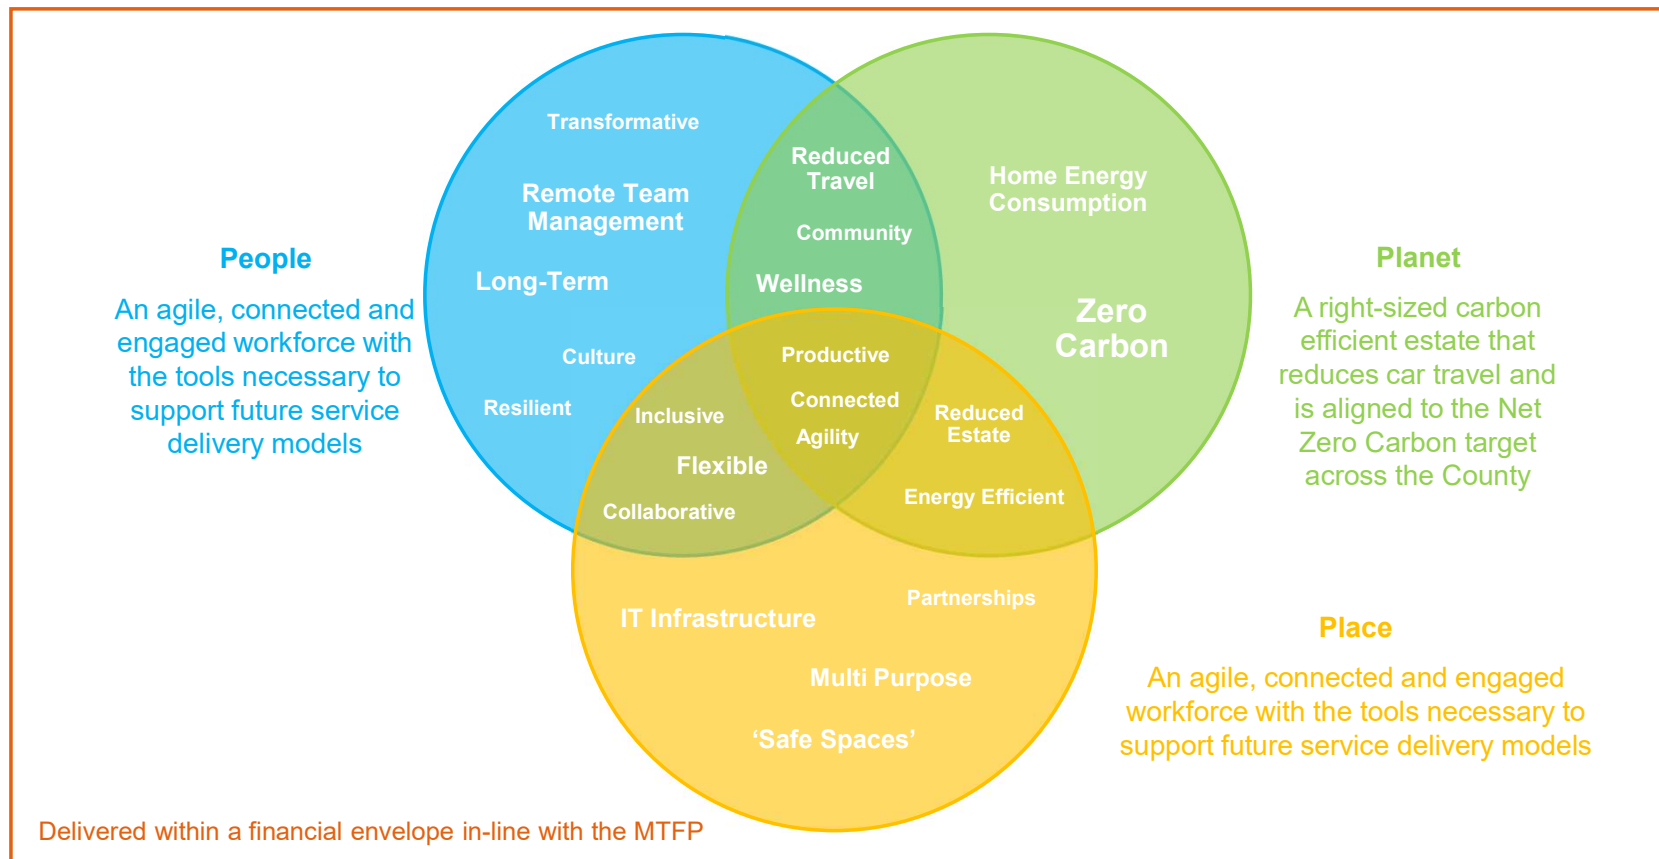 People
An agile, connected and
engaged workforce with
the tools necessary to
support future service
delivery models
Transformative
Remote Team
Management
Long-Term
Culture
Resilient
Reduced
Travel
Community
Wellness
Home Energy
Consumption
Zero
Carbon
Productive
Connected
Agility
Inclusive
Flexible
Collaborative
Reduced
Estate
Energy Efficient
IT Infrastructure
Partnerships
Multi Purpose
‘Safe Spaces’
Planet
A right-sized carbon
efficient estate that
reduces car travel and
is aligned to the Net
Zero Carbon target
across the County
Place
An agile, connected and engaged
workforce with the tools necessary to
support future service delivery models
Delivered within a financial envelope in-line with the MTFP